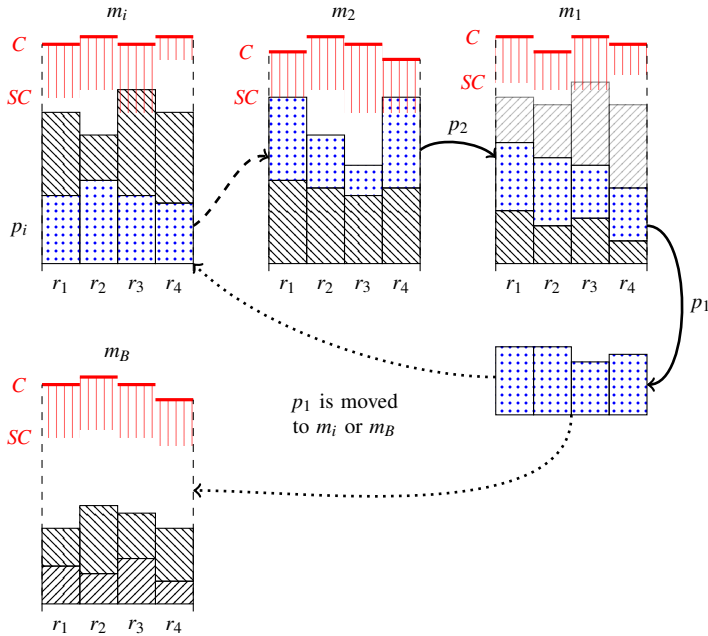 m_i m_2 m_1
C C C
SC SC SC
p_2
p_i
r_1 r_2 r_3 r_4 r_1 r_2 r_3 r_4 r_1 r_2 r_3 r_4
p_1
m_B
C
p_1 is moved
to m_i or m_B
SC
r_1 r_2 r_3 r_4